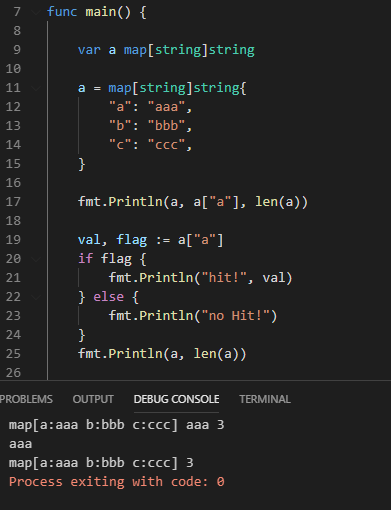 7 func main() {
8
9 var a map[string]string
10
11 a = map[string]string{
12 "a": "aaa",
13 "b": "bbb",
14 "c": "ccc",
15 }
16
17 fmt.Println(a, a["a"], len(a))
18
19 val, flag := a["a"]
20 if flag {
21 fmt.Println("hit!", val)
22 } else {
23 fmt.Println("no Hit!")
24 }
25 fmt.Println(a, len(a))
26
PROBLEMS OUTPUT DEBUG CONSOLE TERMINAL
map[a:aaa b:bbb c:ccc] aaa 3
aaa
map[a:aaa b:bbb c:ccc] 3
Process exiting with code: 0